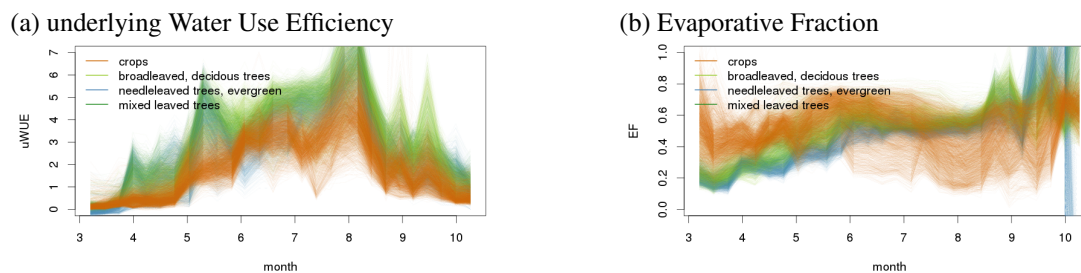 (a) underlying Water Use Efficiency
7
6
5
4
3
2
1
0
uWUE
crops
broadleaved, decidous trees
needleleaved trees, evergreen
mixed leaved trees
3 4 5 6 7 8 9 10
month
(b) Evaporative Fraction
1.0
0.8
0.6
0.4
0.2
0.0
EF
crops
broadleaved, decidous trees
needleleaved trees, evergreen
mixed leaved trees
3 4 5 6 7 8 9 10
month